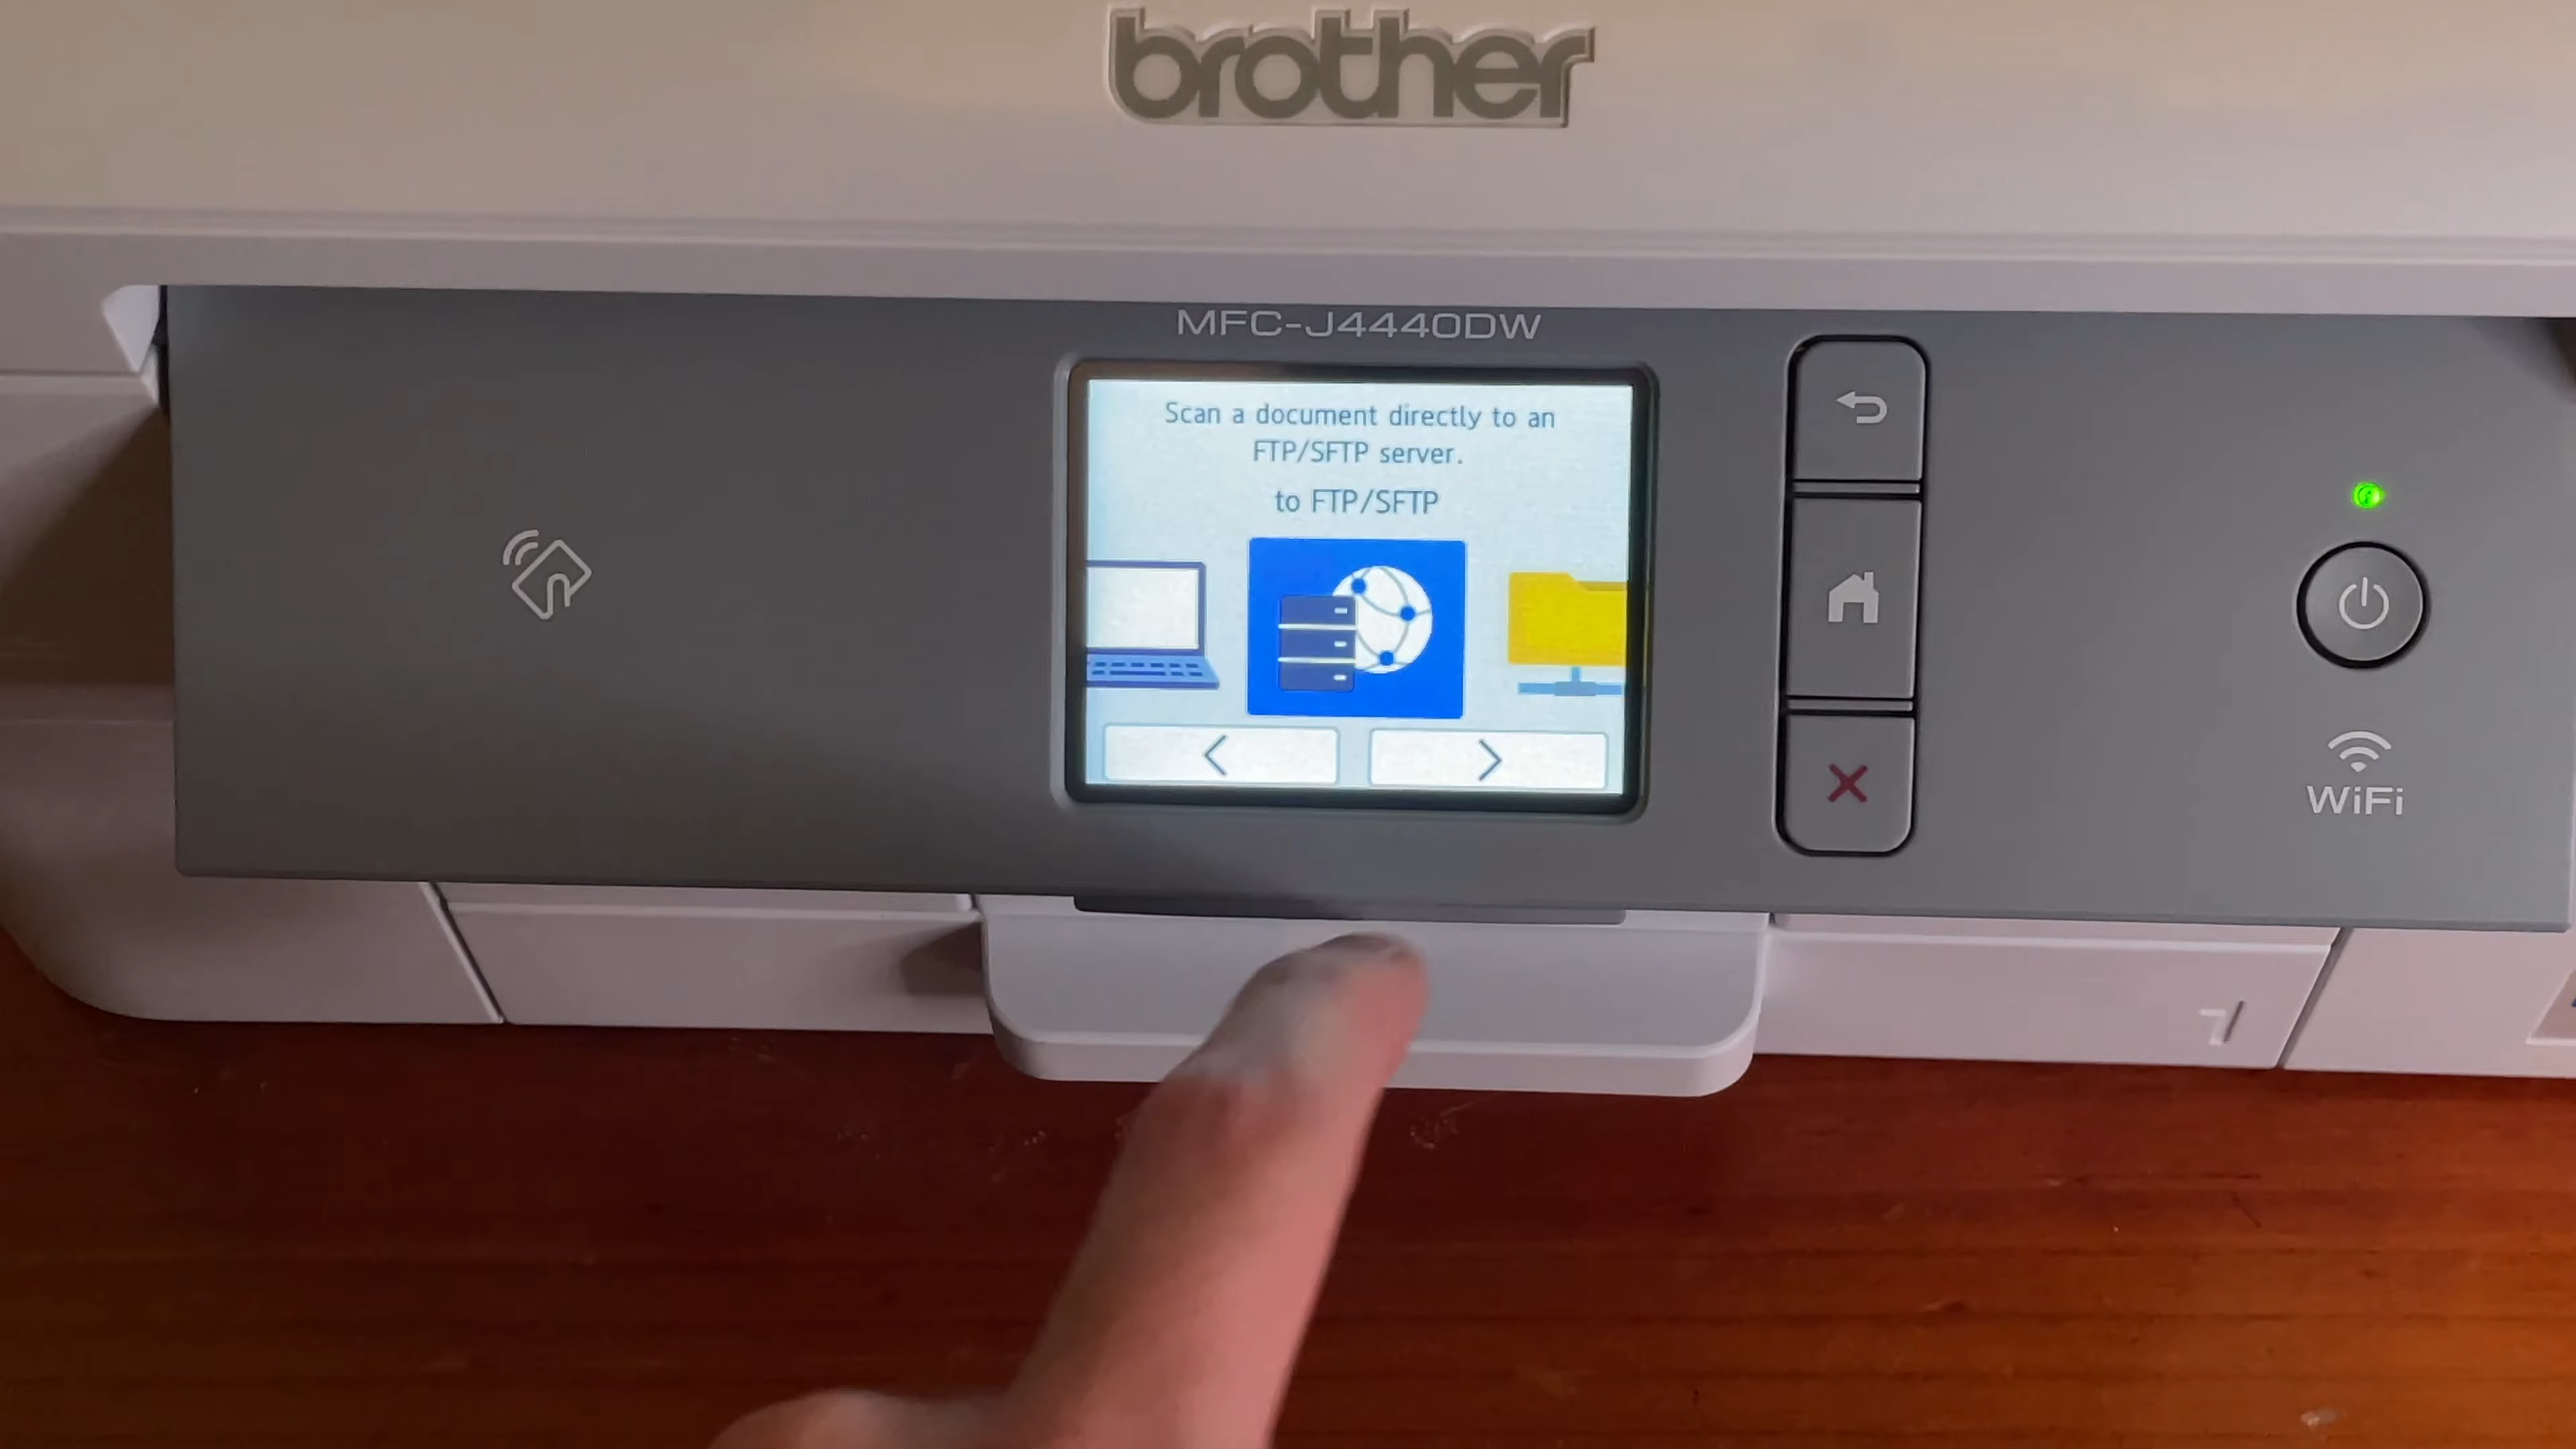 brother
MFC-J4440DW
Scan a document directly to an
FTP/SFTP server.
to FTP/SFTP
WiFi